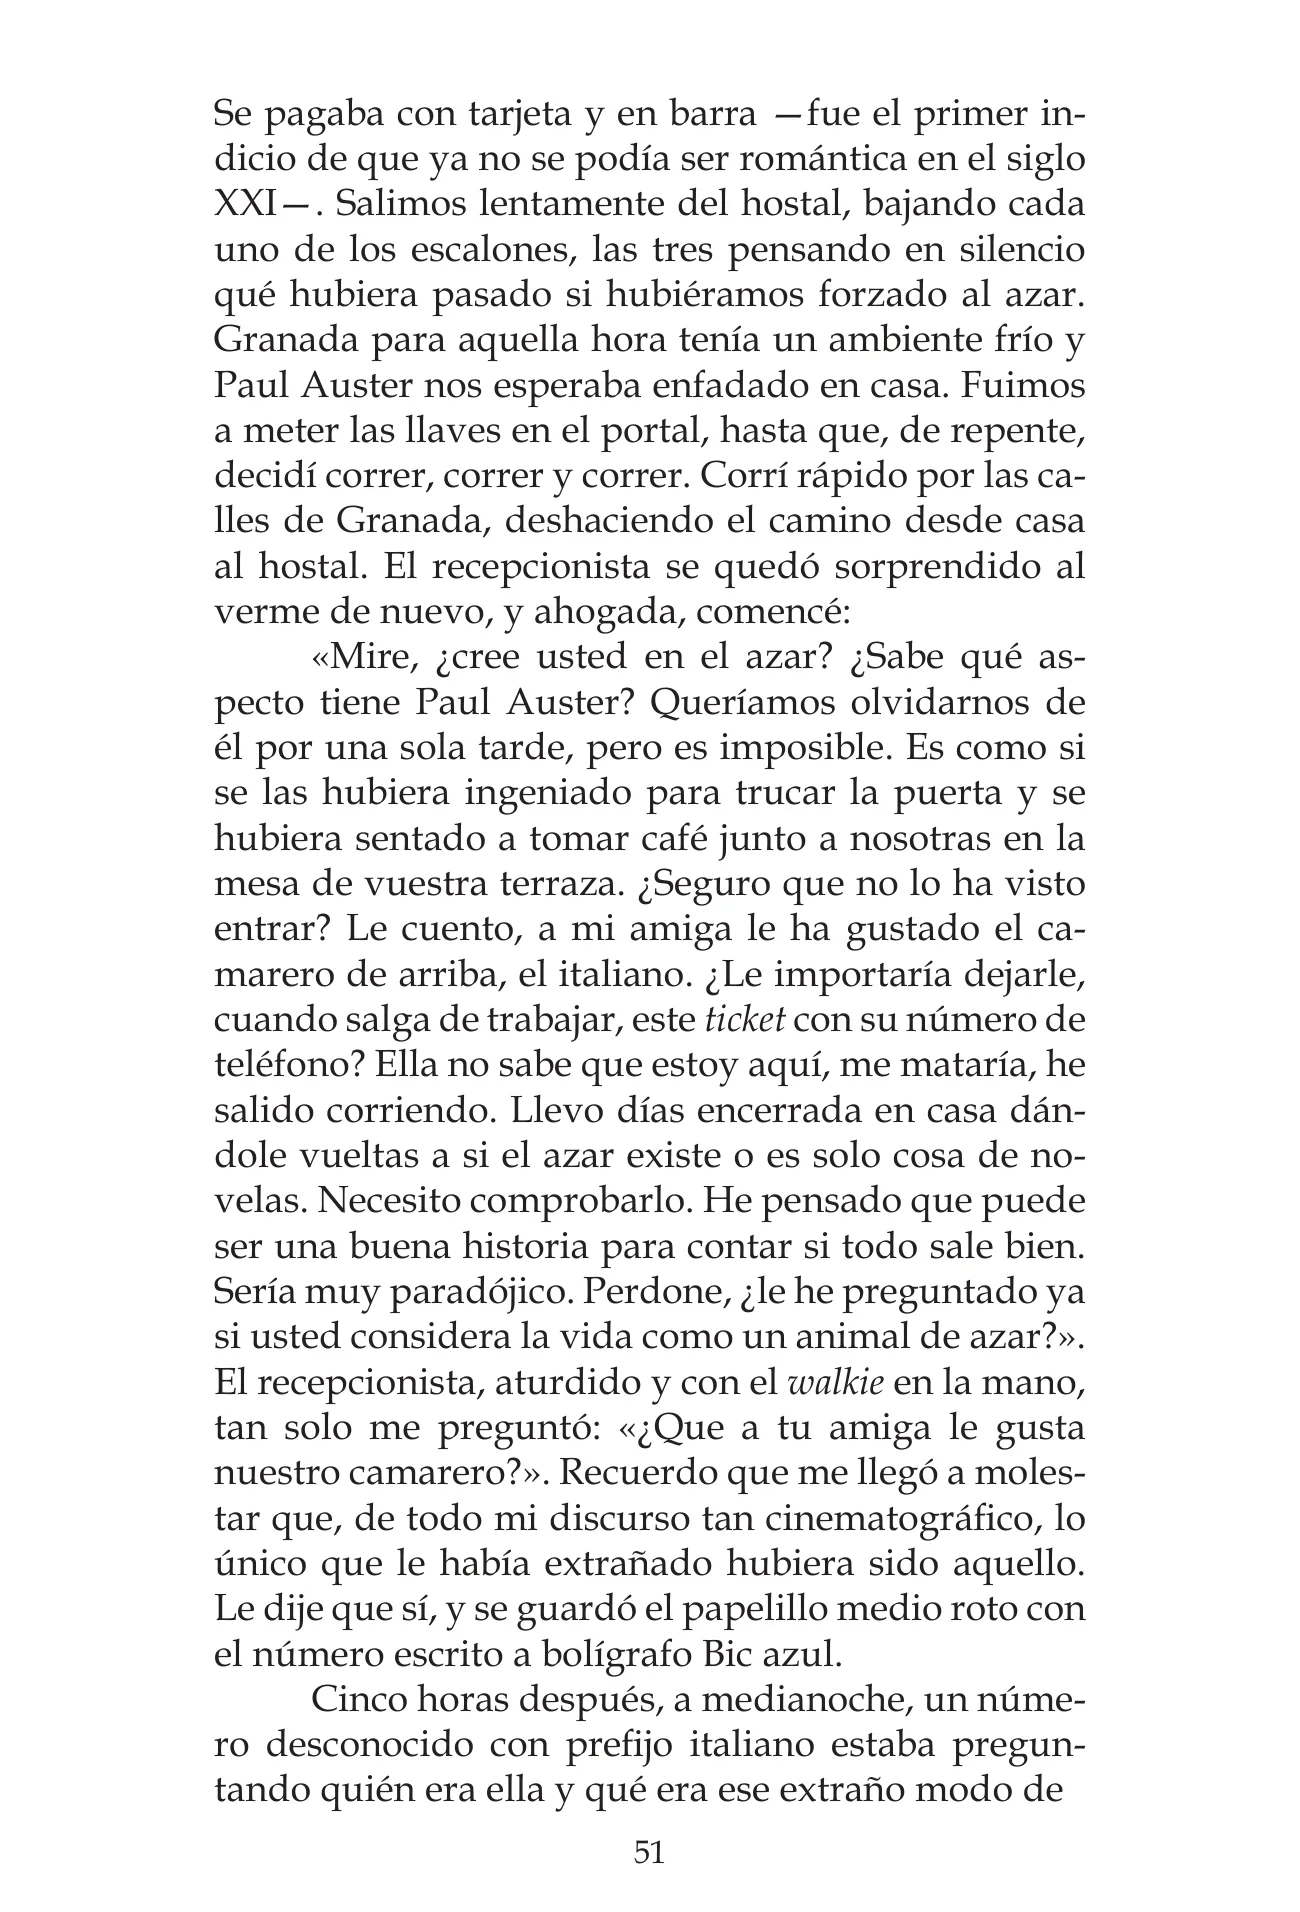 Se pagaba con tarjeta y en barra —fue el primer in-
dicio de que ya no se podía ser romántica en el siglo
XXI—. Salimos lentamente del hostal, bajando cada
uno de los escalones, las tres pensando en silencio
qué hubiera pasado si hubiéramos forzado al azar.
Granada para aquella hora tenía un ambiente frío y
Paul Auster nos esperaba enfadado en casa. Fuimos
a meter las llaves en el portal, hasta que, de repente,
decidí correr, correr y correr. Corrí rápido por las ca-
lles de Granada, deshaciendo el camino desde casa
al hostal. El recepcionista se quedó sorprendido al
verme de nuevo, y ahogada, comencé:
«Mire, ¿cree usted en el azar? ¿Sabe qué as-
pecto tiene Paul Auster? Queríamos olvidarnos de
él por una sola tarde, pero es imposible. Es como si
se las hubiera ingeniado para trucar la puerta y se
hubiera sentado a tomar café junto a nosotras en la
mesa de vuestra terraza. ¿Seguro que no lo ha visto
entrar? Le cuento, a mi amiga le ha gustado el ca-
marero de arriba, el italiano. ¿Le importaría dejarle,
cuando salga de trabajar, este ticket con su número de
teléfono? Ella no sabe que estoy aquí, me mataría, he
salido corriendo. Llevo días encerrada en casa dán-
dole vueltas a si el azar existe o es solo cosa de no-
velas. Necesito comprobarlo. He pensado que puede
ser una buena historia para contar si todo sale bien.
Sería muy paradójico. Perdone, ¿le he preguntado ya
si usted considera la vida como un animal de azar?».
El recepcionista, aturdido y con el walkie en la mano,
tan solo me preguntó: «¿Que a tu amiga le gusta
nuestro camarero?». Recuerdo que me llegó a moles-
tar que, de todo mi discurso tan cinematográfico, lo
único que le había extrañado hubiera sido aquello.
Le dije que sí, y se guardó el papelillo medio roto con
el número escrito a bolígrafo Bic azul.
Cinco horas después, a medianoche, un núme-
ro desconocido con prefijo italiano estaba pregun-
tando quién era ella y qué era ese extraño modo de
51